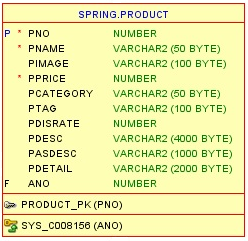 SPRING.PRODUCT
P * PNO NUMBER
* PNAME VARCHAR2 (50 BYTE)
PIMAGE VARCHAR2 (100 BYTE)
* PPRICE NUMBER
PCATEGORY VARCHAR2 (50 BYTE)
PTAG VARCHAR2 (100 BYTE)
PDISRATE NUMBER
PDESC VARCHAR2 (4000 BYTE)
PASDESC VARCHAR2 (1000 BYTE)
PDETAIL VARCHAR2 (2000 BYTE)
F ANO NUMBER
PRODUCT_PK (PNO)
SYS_C008156 (ANO)